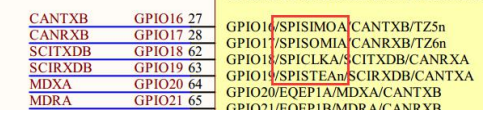 CANTXB GPIO16 27
CANRXB GPIO17 28
SCITXDB GPIO18 62
SCIRXDB GPIO19 63
MDXA GPIO20 64
MDRA GPIO21 65
GPIO16/SPISIMOA/CANTXB/TZ5n
GPIO17/SPISOMIA/CANRXB/TZ6n
GPIO18/SPICLKA/SCITXDB/CANRXA
GPIO19/SPISTEAn/SCIRXDB/CANTXA
GPIO20/EQEP1A/MDXA/CANTXB
GPIO21/EQEP1B/MDRA/CANRXB